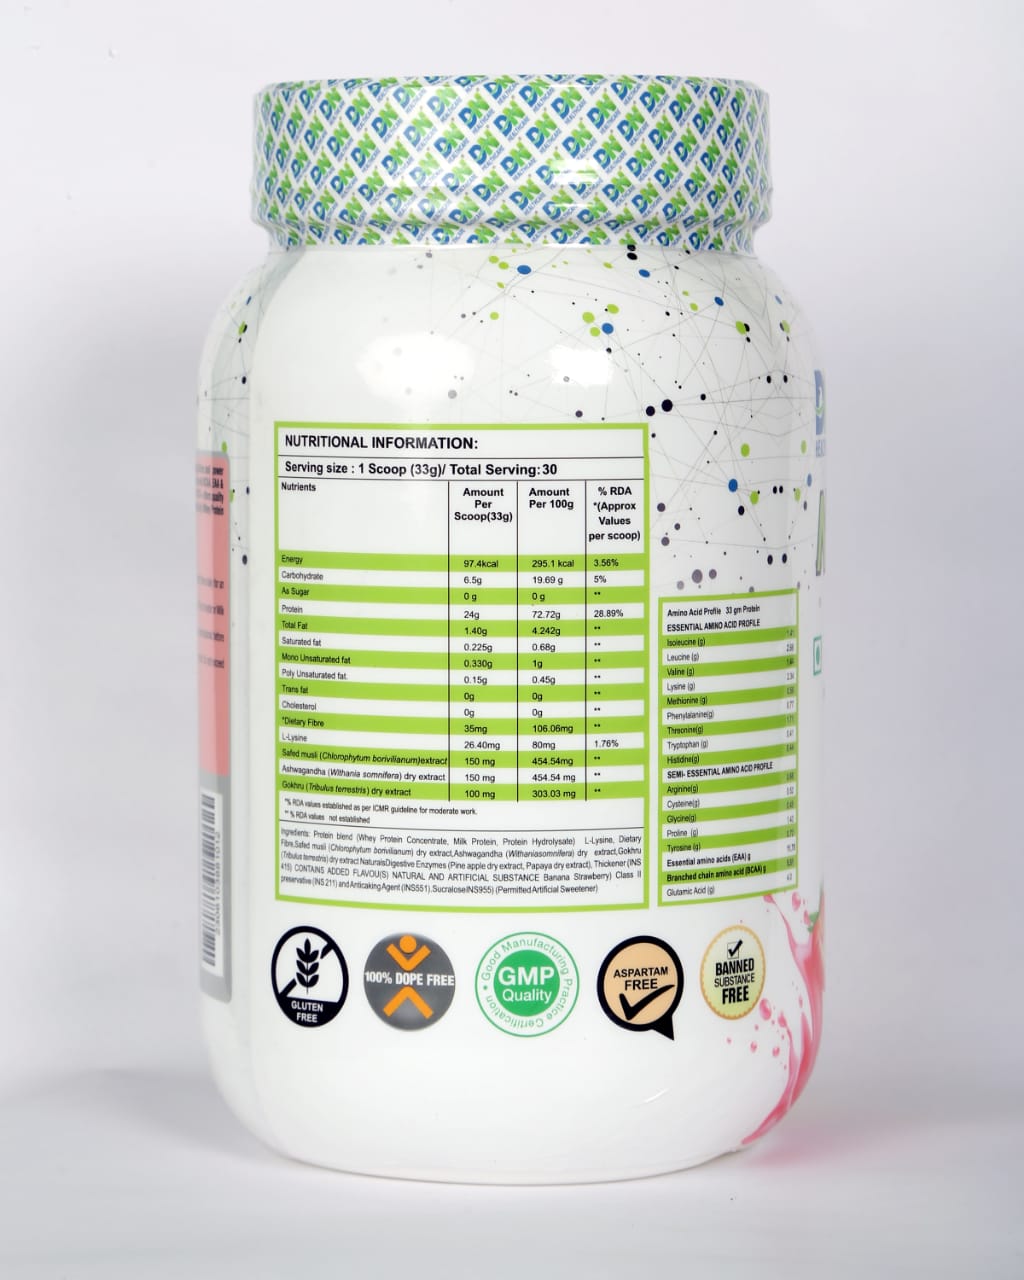 DN HEALTHCARE
NUTRITIONAL INFORMATION:
Serving size : 1 Scoop (33g)/ Total Serving:30
Nutrients Amount Per Scoop(33g) Amount Per 100g % RDA *(Approx Values per scoop)
Energy 97.4kcal 295.1 kcal 3.56%
Carbohydrate 6.5g 19.69 g 5%
As Sugar 0 g 0 g **
Protein 24g 72.72g 28.89%
Total Fat 1.40g 4.242g **
Saturated fat 0.225g 0.68g **
Mono Unsaturated fat 0.330g 1g **
Poly Unsaturated fat. 0.15g 0.45g **
Trans fat 0g 0g **
Cholesterol 0g 0g **
*Dietary Fibre 35mg 106.06mg **
L-Lysine 26.40mg 80mg 1.76%
Safed musli (Chlorophytum borivilianum)extract 150 mg 454.54mg **
Ashwagandha (Withania somnifera) dry extract 150 mg 454.54 mg **
Gokhru (Tribulus terrestris) dry extract 100 mg 303.03 mg **
*% RDA values established as per ICMR guideline for moderate work.
** % RDA values not established
Ingredients: Protein blend (Whey Protein Concentrate, Milk Protein, Protein Hydrolysate) L-Lysine, Dietary
Fibre,Safed musli (Chlorophytum borivilianum) dry extract,Ashwagandha (Withaniasomnifera) dry extract,Gokhru
(Tribulus terrestris) dry extract NaturalsDigestive Enzymes (Pine apple dry extract, Papaya dry extract), Thickener (INS
415) CONTAINS ADDED FLAVOU(S) NATURAL AND ARTIFICIAL SUBSTANCE Banana Strawberry) Class II
preservative (INS 211) and Anticaking Agent (INS551) .SucraloseINS955) (Permitted Artificial Sweetener)
Amino Acid Profile 33 gm Protein
ESSENTIAL AMINO ACID PROFILE
Isoleucine (g)
Leucine (g)
Valine (g)
Lysine (g)
Methionine (g)
Phenylalanine(g)
Threonine(g)
Tryptophan (g)
Histidine(g)
SEMI- ESSENTIAL AMINO ACID PROFILE
Arginine(g)
Cysteine(g)
Glycine(g)
Proline (g)
Tyrosine (g)
Essential amino acids (EAA) g
Branched chain amino acid (BCAA) g
Glutamic Acid (g)
GLUTEN
FREE
100% DOPE FREE
Good Manufacturing Practice Certification
GMP
Quality
ASPARTAM
FREE
BANNED
SUBSTANCE
FREE